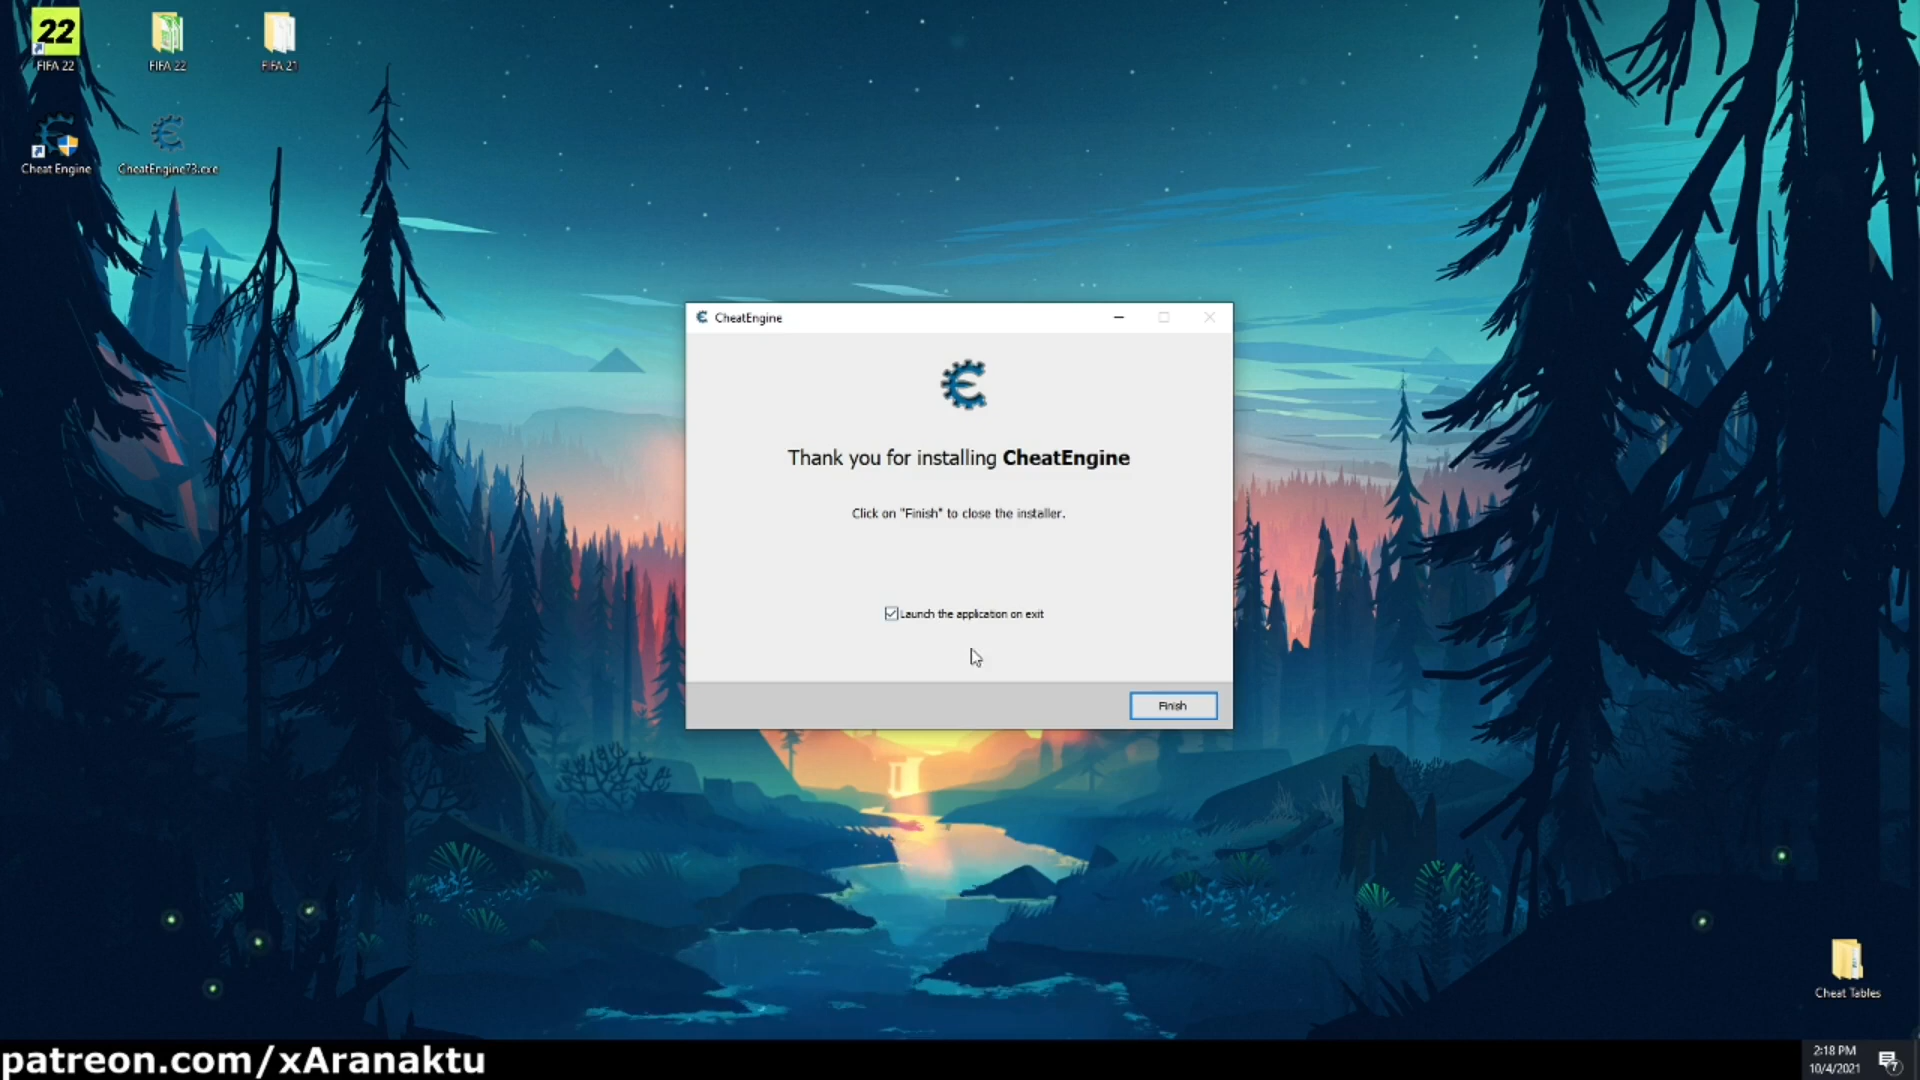 22
FIFA 22
FIFA 22
FIFA 21
Cheat Engine
CheatEngine73.exe
CheatEngine
Thank you for installing CheatEngine
Click on "Finish" to close the installer.
Launch the application on exit
Finish
Cheat Tables
patreon.com/xAranaktu
2:18 PM
10/4/2021
7